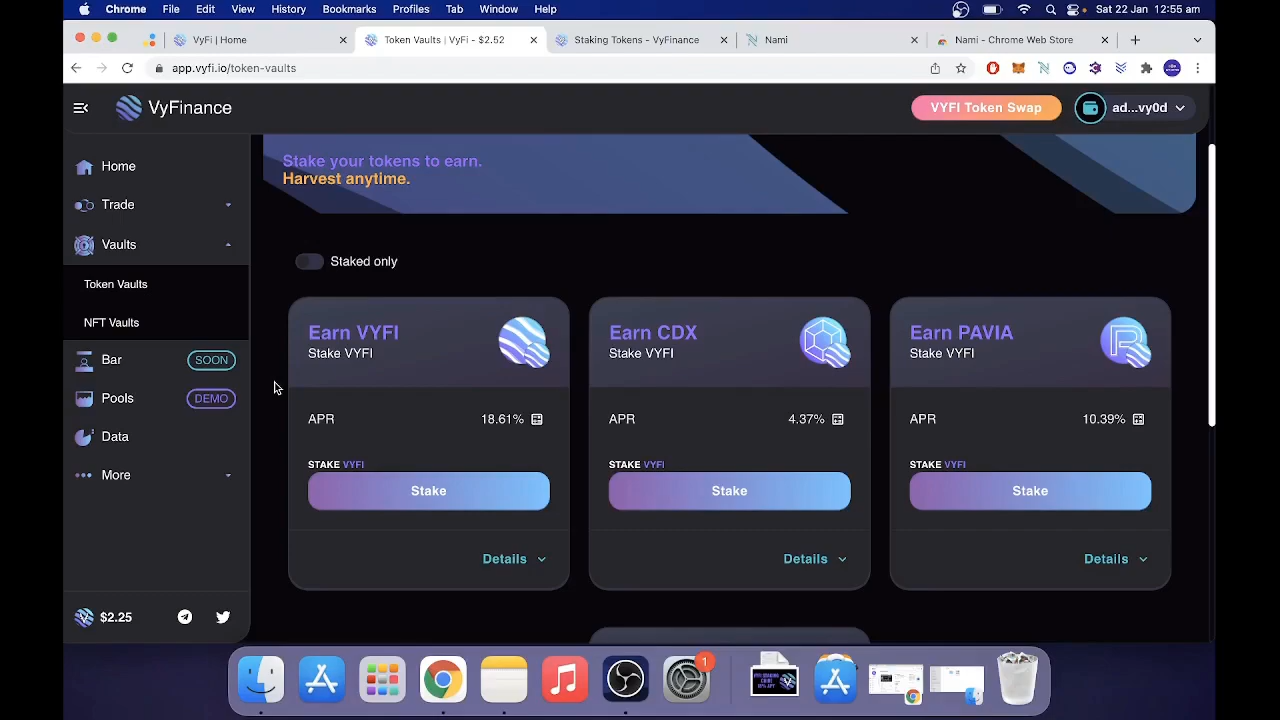 Chrome File Edit View History Bookmarks Profiles Tab Window Help Sat 22 Jan 12:55 am
VyFi | Home Token Vaults | VyFi - $2.52 Staking Tokens - VyFinance Nami Nami - Chrome Web Store
app.vyfi.io/token-vaults
VyFinance VYFI Token Swap ad...vy0d
Home
Trade
Vaults
Token Vaults
NFT Vaults
Bar SOON
Pools DEMO
Data
More
$2.25
Stake your tokens to earn.
Harvest anytime.
Staked only
Earn VYFI
Stake VYFI
APR 18.61%
STAKE VYFI
Stake
Details
Earn CDX
Stake VYFI
APR 4.37%
STAKE VYFI
Stake
Details
Earn PAVIA
Stake VYFI
APR 10.39%
STAKE VYFI
Stake
Details
1